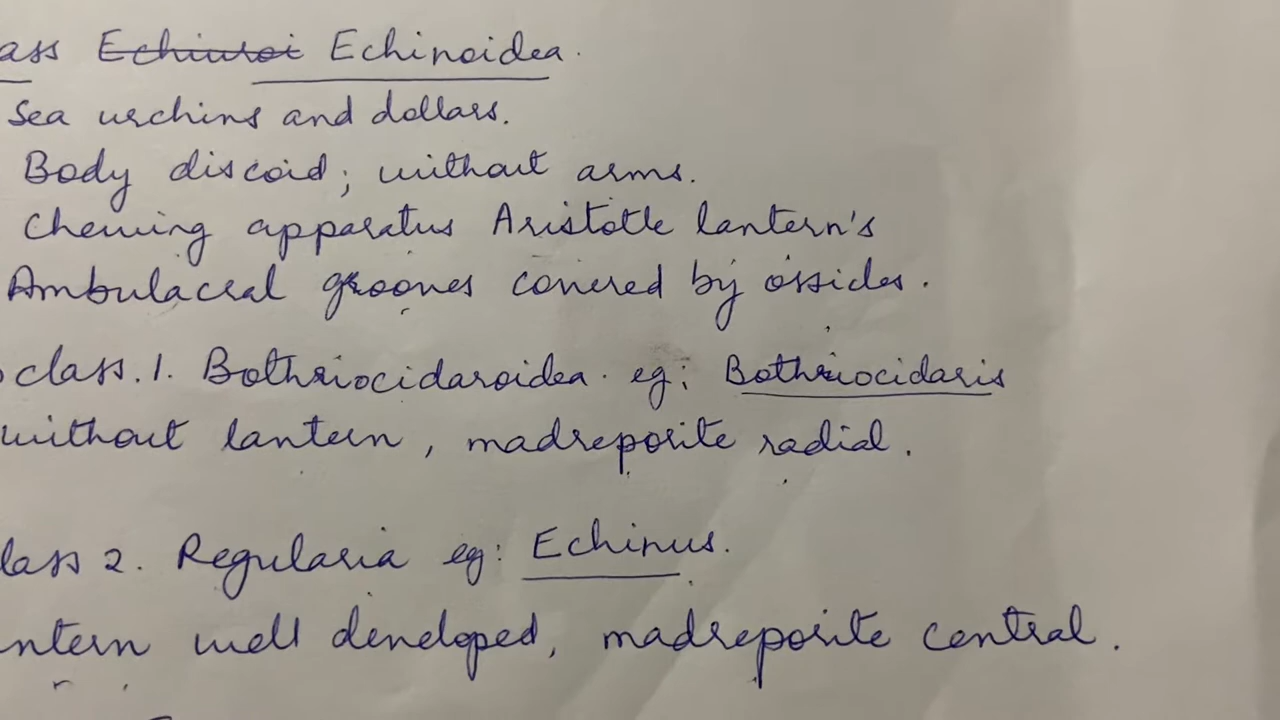 ass Echinoi Echinoidea.
Sea urchins and dollars.
Body discoid; without arms.
Chewing apparatus Aristotle lantern's
Ambulacral grooves covered by ossicles.
class.1. Bothriocidaroidea. eg: Bothriocidaris
without lantern, madreporite radial.
lass 2. Regularia eg: Echinus.
ntern well developed, madreporite central.